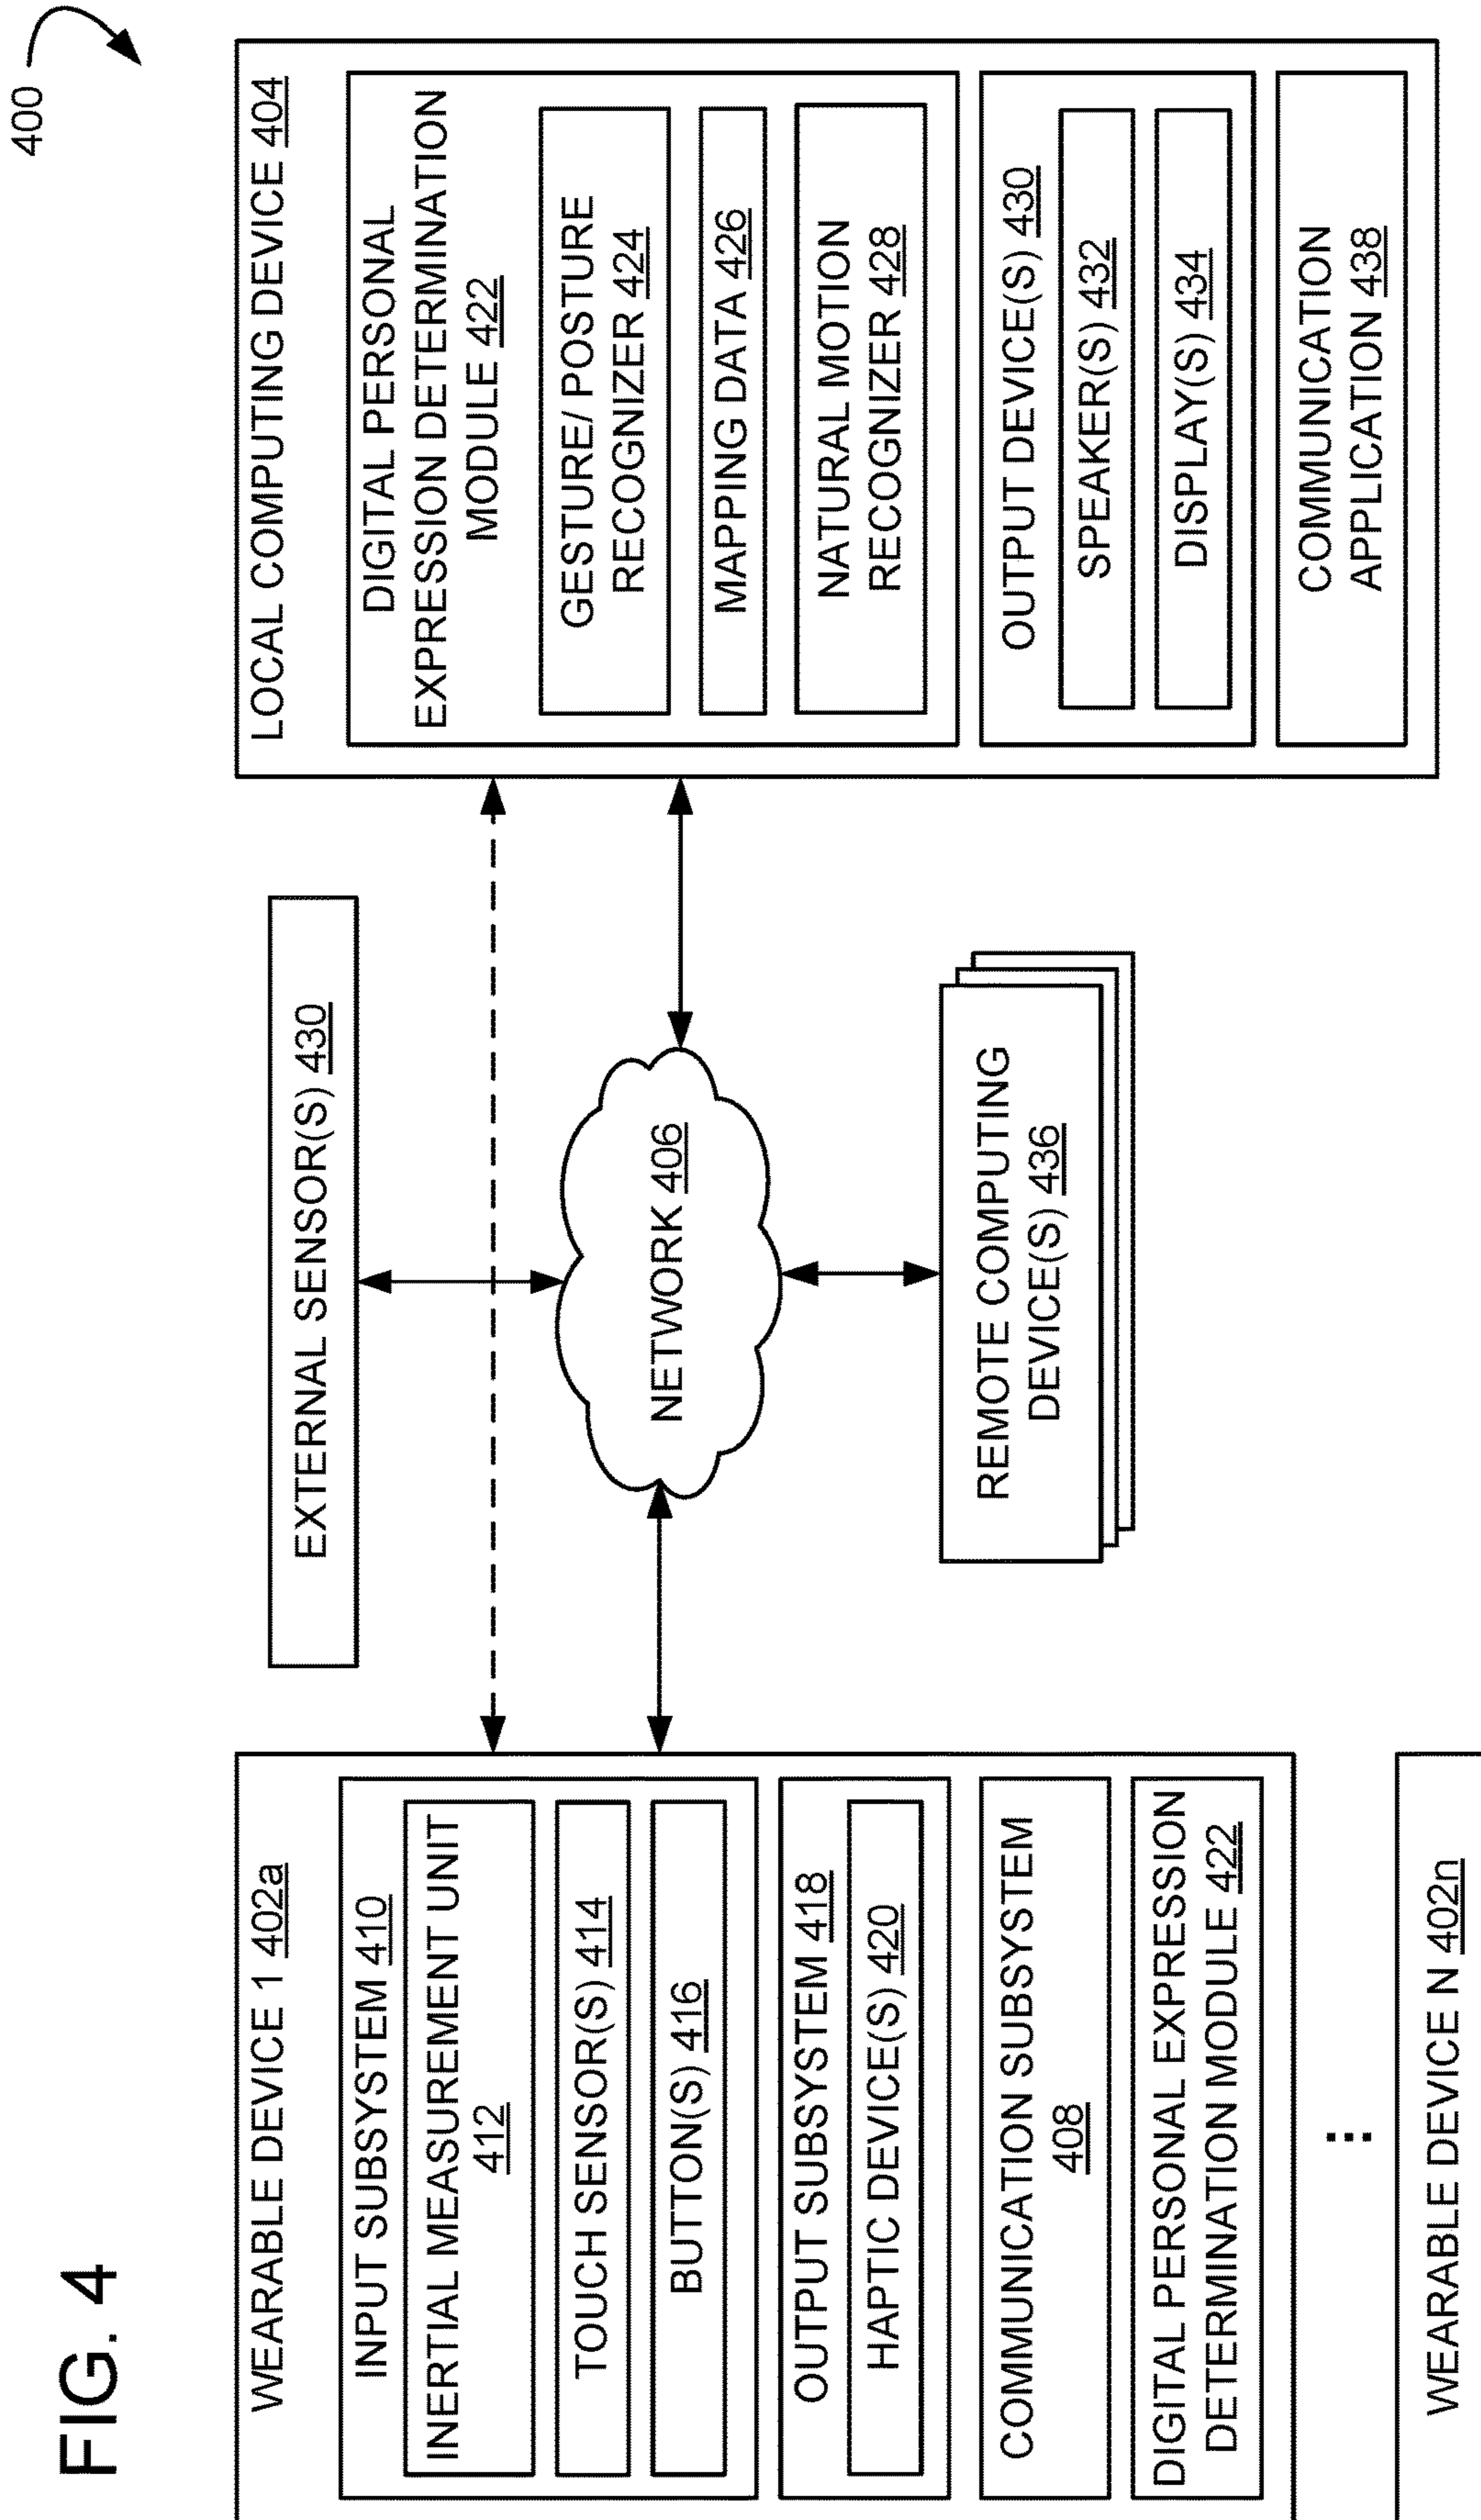 FIG. 4
400
WEARABLE DEVICE 1 402a
INPUT SUBSYSTEM 410
INERTIAL MEASUREMENT UNIT
412
TOUCH SENSOR(S) 414
BUTTON(S) 416
OUTPUT SUBSYSTEM 418
HAPTIC DEVICE(S) 420
COMMUNICATION SUBSYSTEM
408
DIGITAL PERSONAL EXPRESSION
DETERMINATION MODULE 422
WEARABLE DEVICE N 402n
EXTERNAL SENSOR(S) 430
NETWORK 406
REMOTE COMPUTING
DEVICE(S) 436
LOCAL COMPUTING DEVICE 404
DIGITAL PERSONAL
EXPRESSION DETERMINATION
MODULE 422
GESTURE/ POSTURE
RECOGNIZER 424
MAPPING DATA 426
NATURAL MOTION
RECOGNIZER 428
OUTPUT DEVICE(S) 430
SPEAKER(S) 432
DISPLAY(S) 434
COMMUNICATION
APPLICATION 438